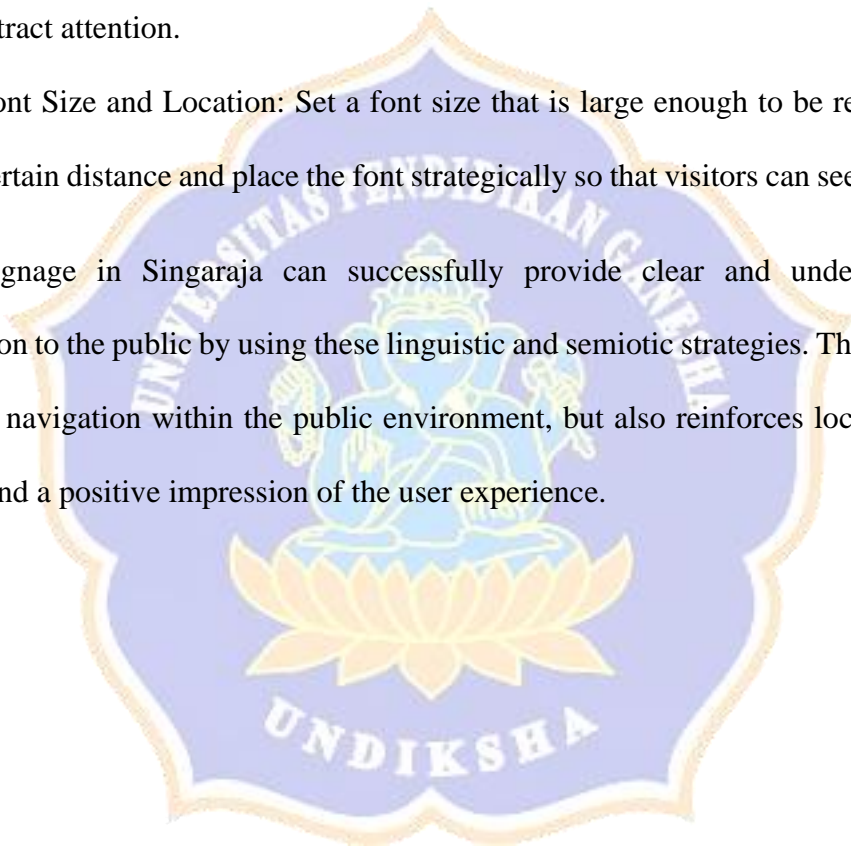 tract attention.
ont Size and Location: Set a font size that is large enough to be re
ertain distance and place the font strategically so that visitors can see
gnage in Singaraja can successfully provide clear and unde
on to the public by using these linguistic and semiotic strategies. Th
navigation within the public environment, but also reinforces loc
nd a positive impression of the user experience.
UNIVERSITAS PENDIDIKAN GANESHA
UNDIKSHA